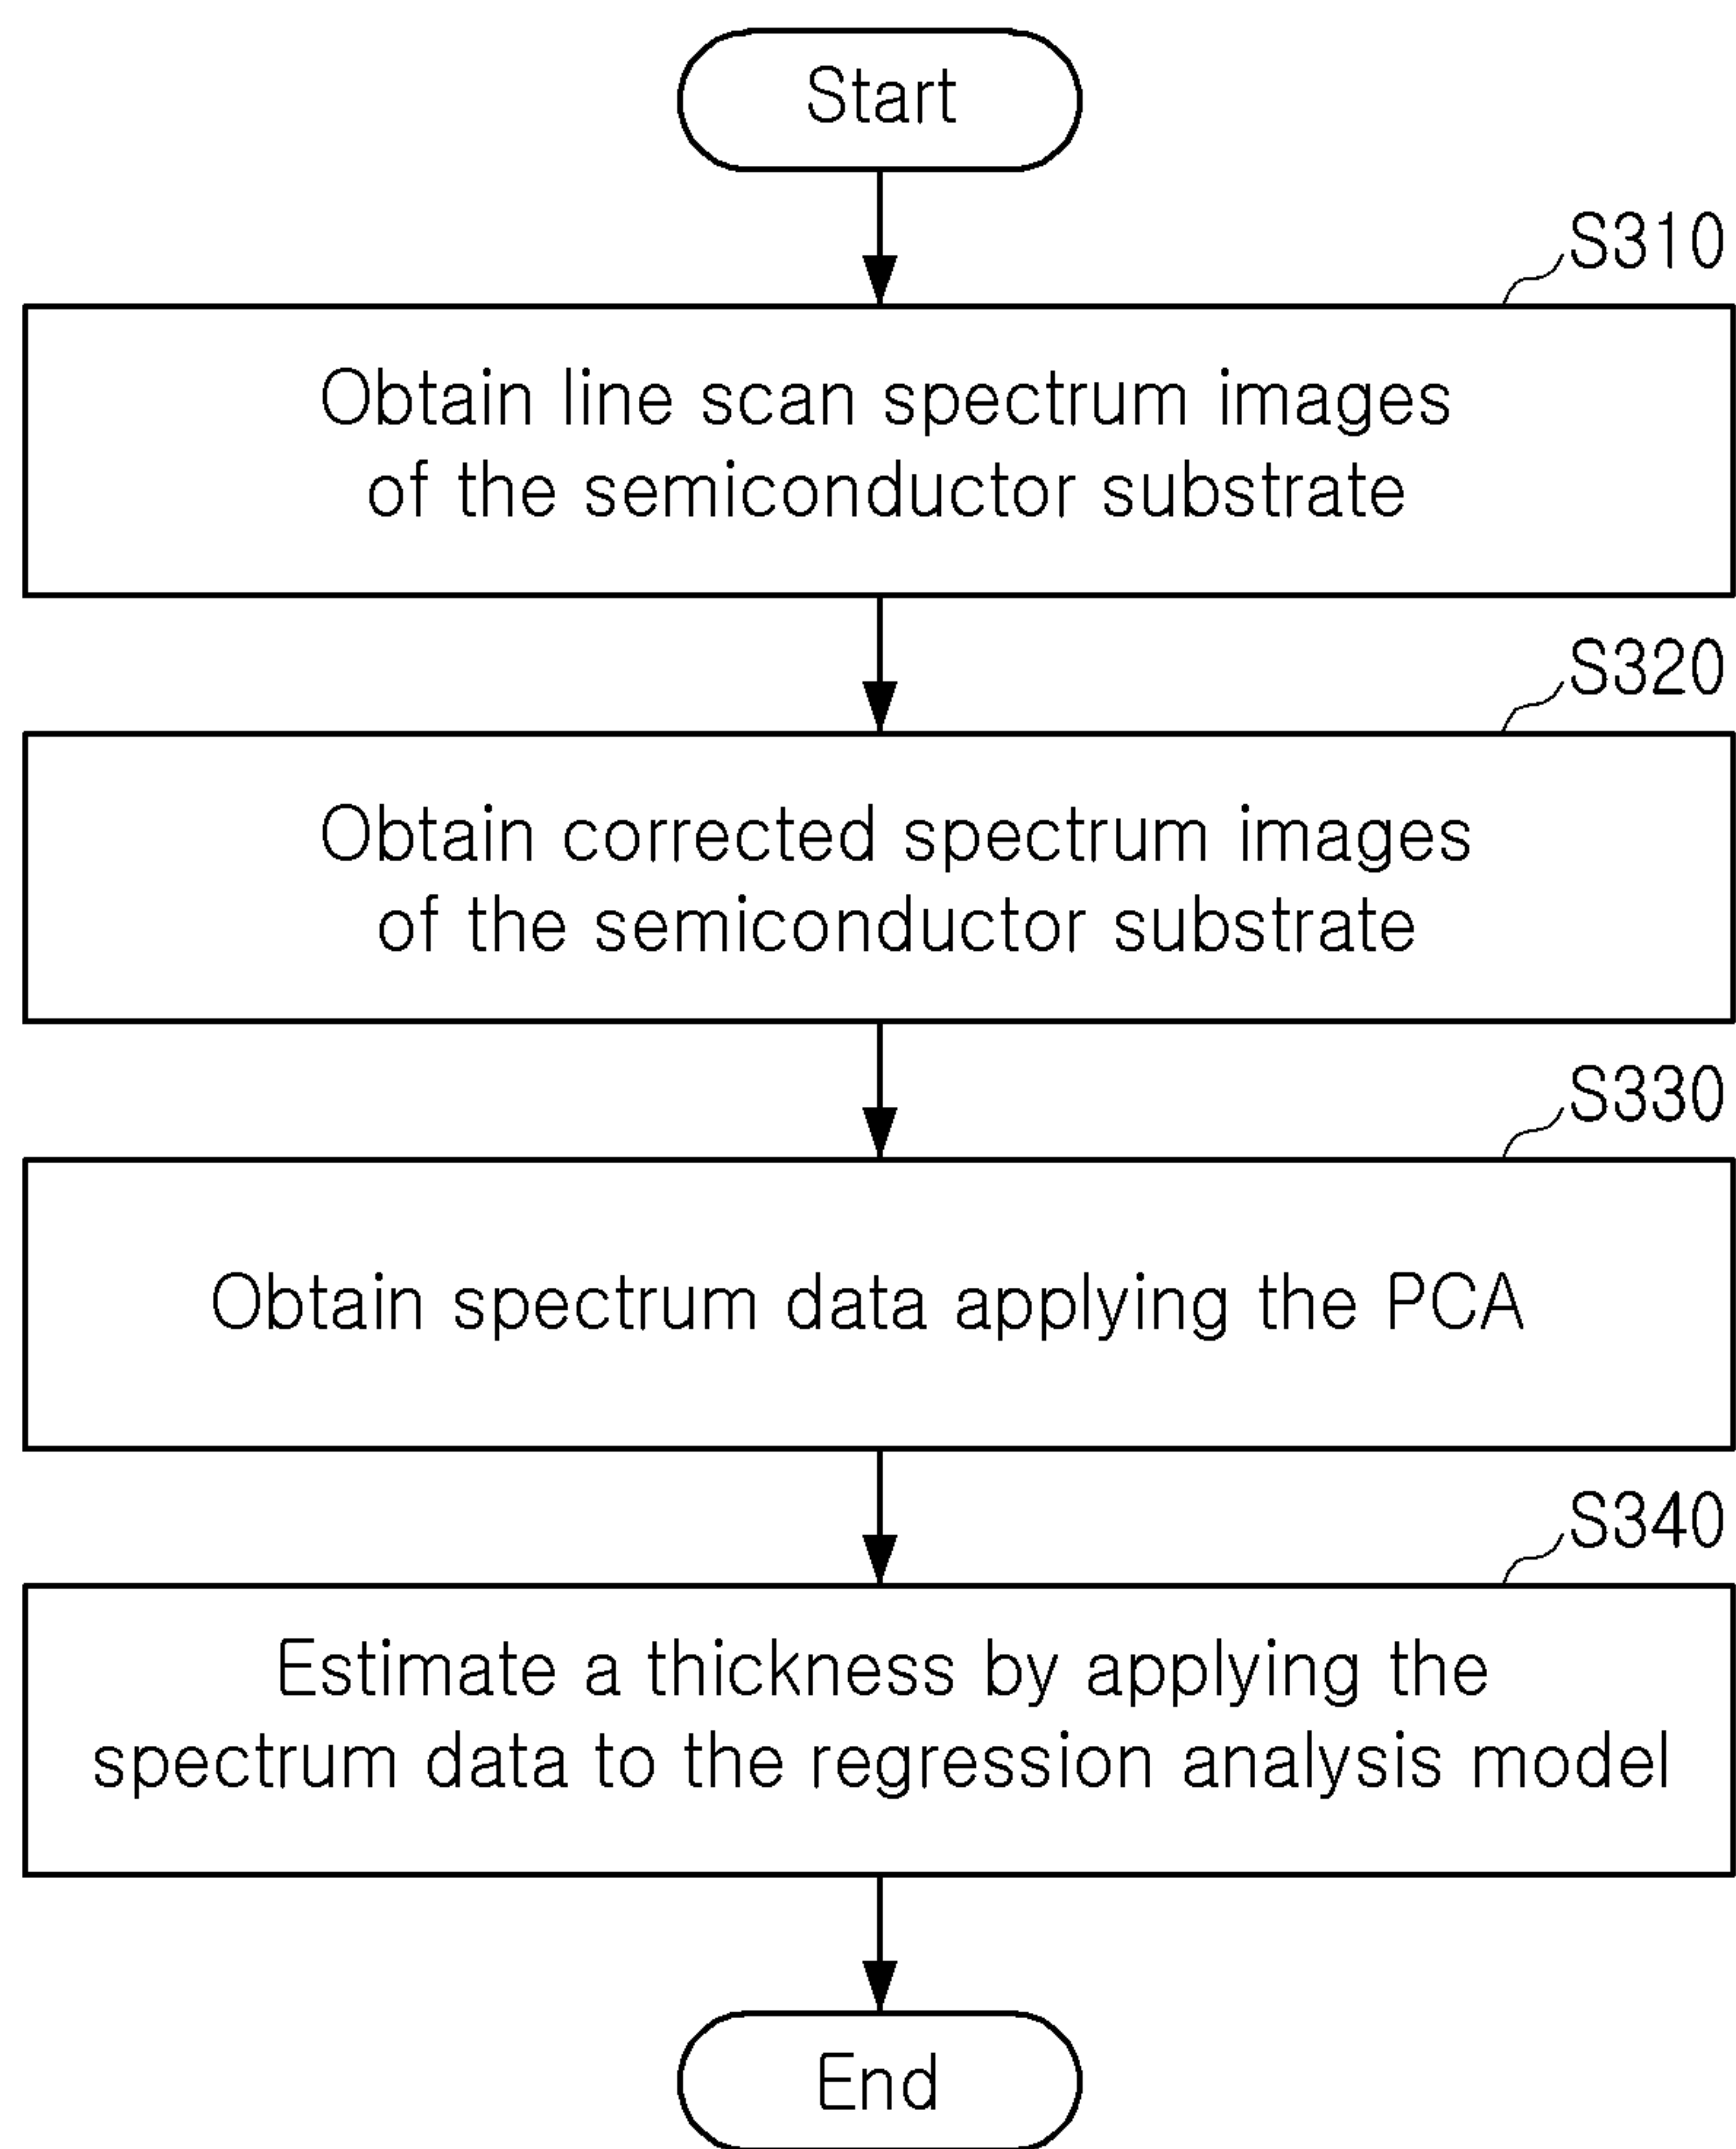 Start
S310
Obtain line scan spectrum images
of the semiconductor substrate
S320
Obtain corrected spectrum images
of the semiconductor substrate
S330
Obtain spectrum data applying the PCA
S340
Estimate a thickness by applying the
spectrum data to the regression analysis model
End